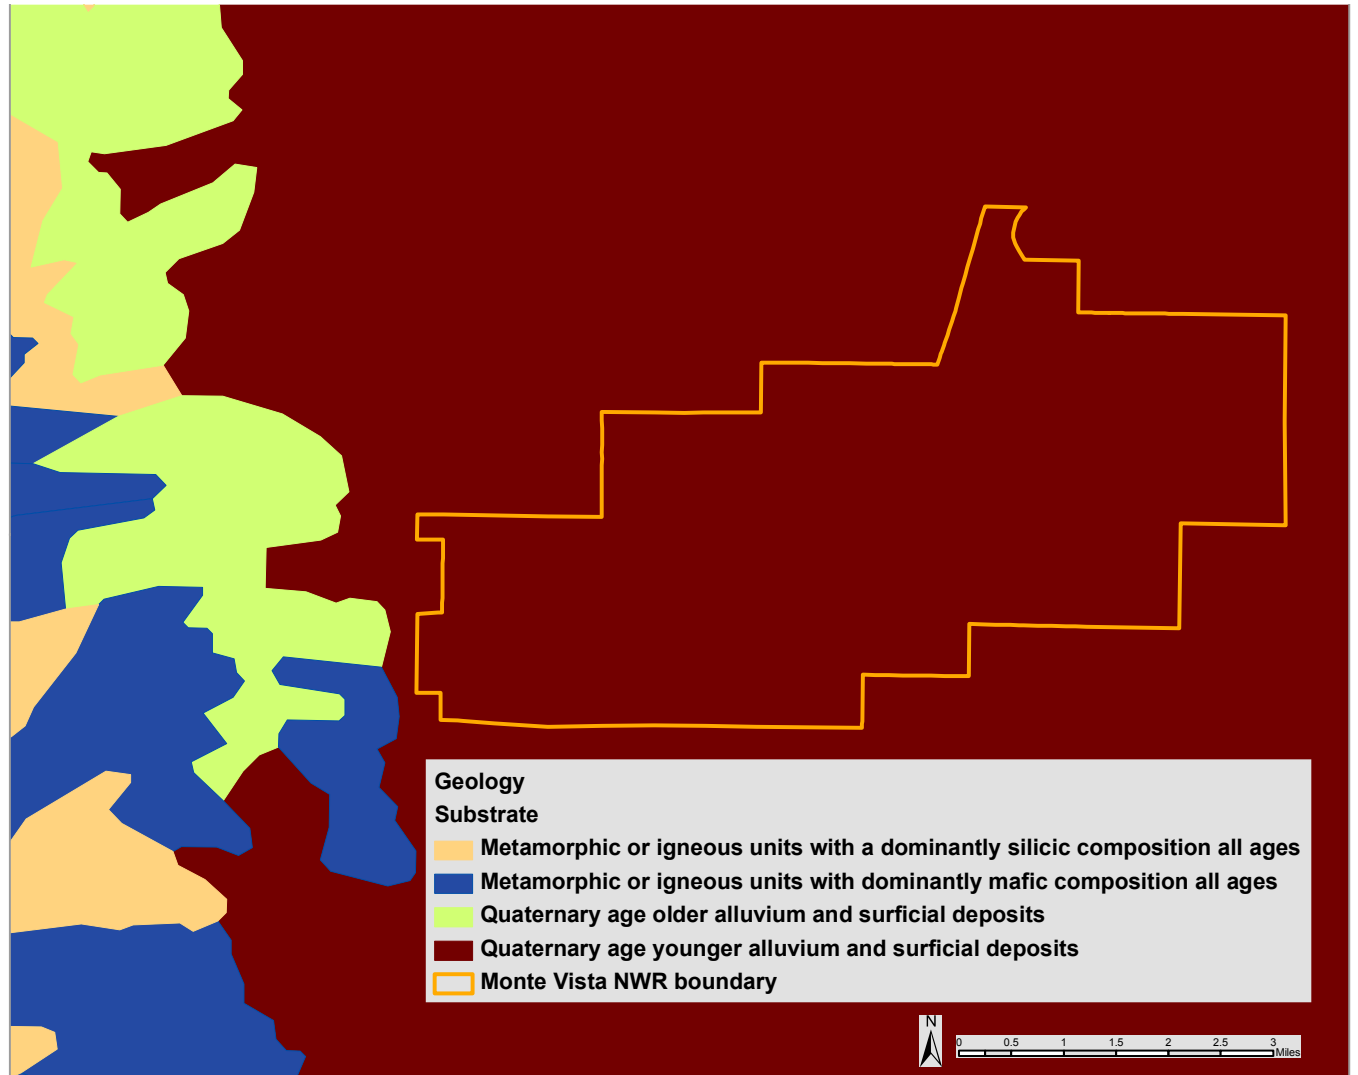 Geology
Substrate
Metamorphic or igneous units with a dominantly silicic composition all ages
Metamorphic or igneous units with dominantly mafic composition all ages
Quaternary age older alluvium and surficial deposits
Quaternary age younger alluvium and surficial deposits
Monte Vista NWR boundary
N
0 0.5 1 1.5 2 2.5 3
Miles